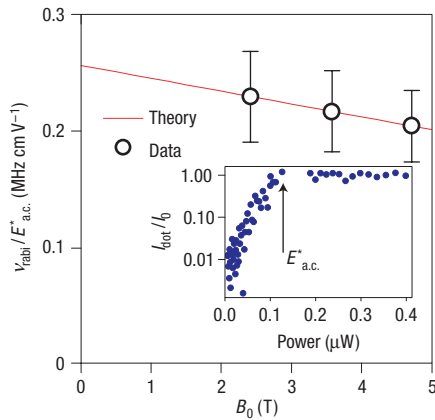 0.3
0.2
0.1
0
ν_rabi/E*_a.c. (MHz cm V⁻¹)
Theory
Data
1.00
0.10
0.01
I_dot/I_0
E*_a.c.
0.0 0.1 0.2 0.3 0.4
Power (μW)
0 1 2 3 4 5
B_0 (T)